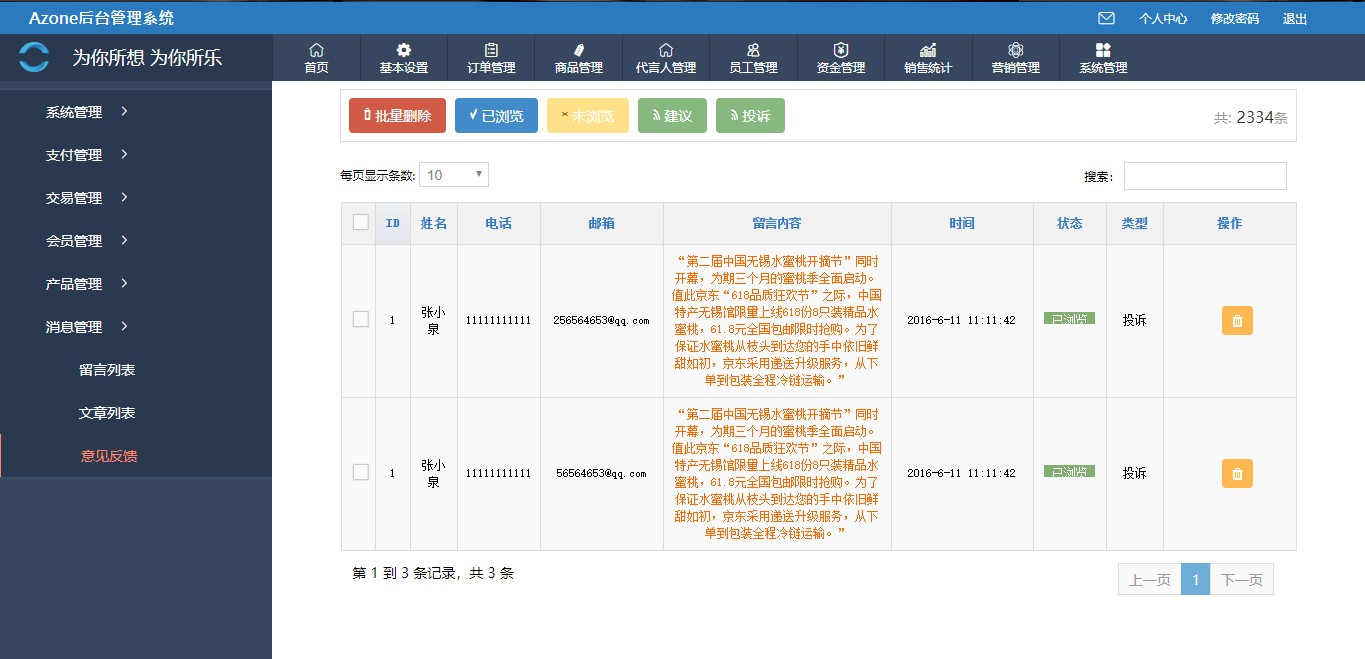 Azone后台管理系统
个人中心 修改密码 退出
为你所想 为你所乐
首页 基本设置 订单管理 商品管理 代言人管理 员工管理 资金管理 销售统计 营销管理 系统管理
系统管理
支付管理
交易管理
会员管理
产品管理
消息管理
留言列表
文章列表
意见反馈
批量删除 已浏览 未浏览 建议 投诉
共: 2334条
每页显示条数: 10
搜索:
ID 姓名 电话 邮箱 留言内容 时间 状态 类型 操作
1
张小
泉
11111111111
256564653@qq.com
“第二届中国无锡水蜜桃开摘节”同时
开幕，为期三个月的蜜桃季全面启动。
值此京东“618品质狂欢节”之际，中国
特产无锡馆限量上线618份8只装精品水
蜜桃，61.8元全国包邮限时抢购。为了
保证水蜜桃从枝头到达您的手中依旧鲜
甜如初，京东采用递送升级服务，从下
单到包装全程冷链运输。”
2016-6-11 11:11:42
已浏览
投诉
1
张小
泉
11111111111
56564653@qq.com
“第二届中国无锡水蜜桃开摘节”同时
开幕，为期三个月的蜜桃季全面启动。
值此京东“618品质狂欢节”之际，中国
特产无锡馆限量上线618份8只装精品水
蜜桃，61.8元全国包邮限时抢购。为了
保证水蜜桃从枝头到达您的手中依旧鲜
甜如初，京东采用递送升级服务，从下
单到包装全程冷链运输。”
2016-6-11 11:11:42
已浏览
投诉
第 1 到 3 条记录，共 3 条
上一页 1 下一页